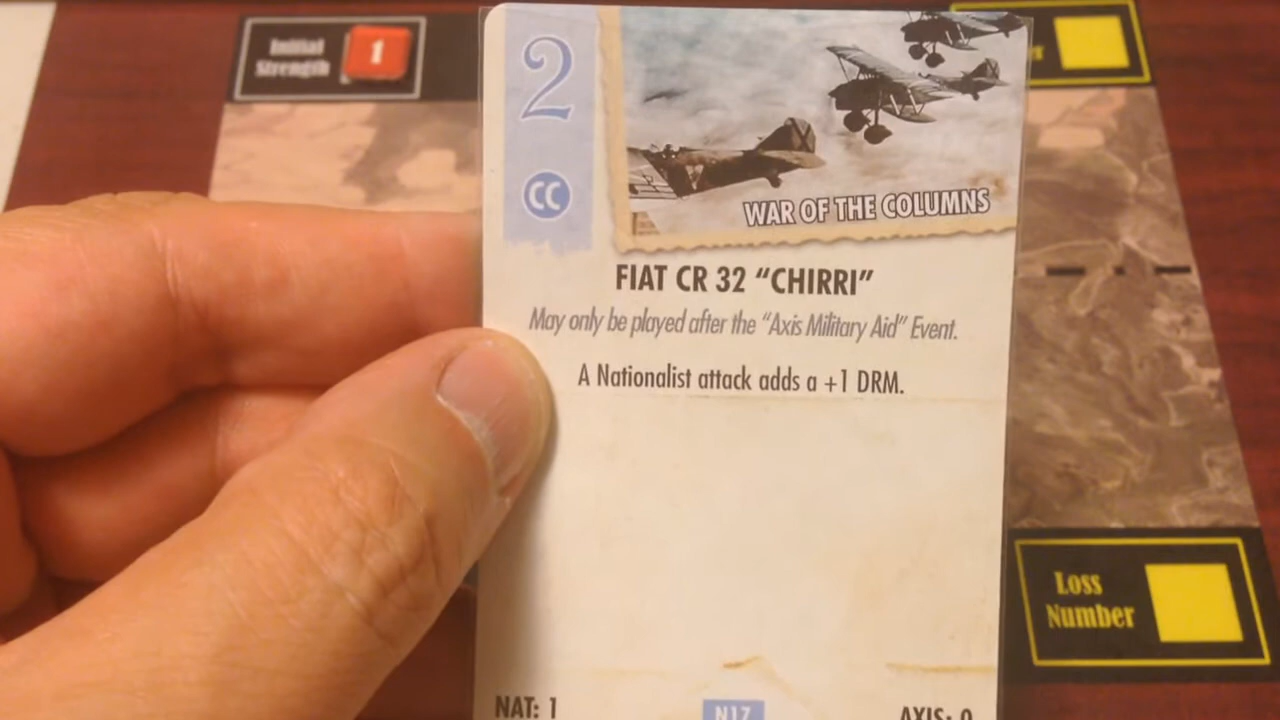 Initial
Strength
1
2
CC
WAR OF THE COLUMNS
FIAT CR 32 “CHIRRI”
May only be played after the “Axis Military Aid” Event.
A Nationalist attack adds a +1 DRM.
Loss
Number
NAT: 1
N17
AXIS: 0